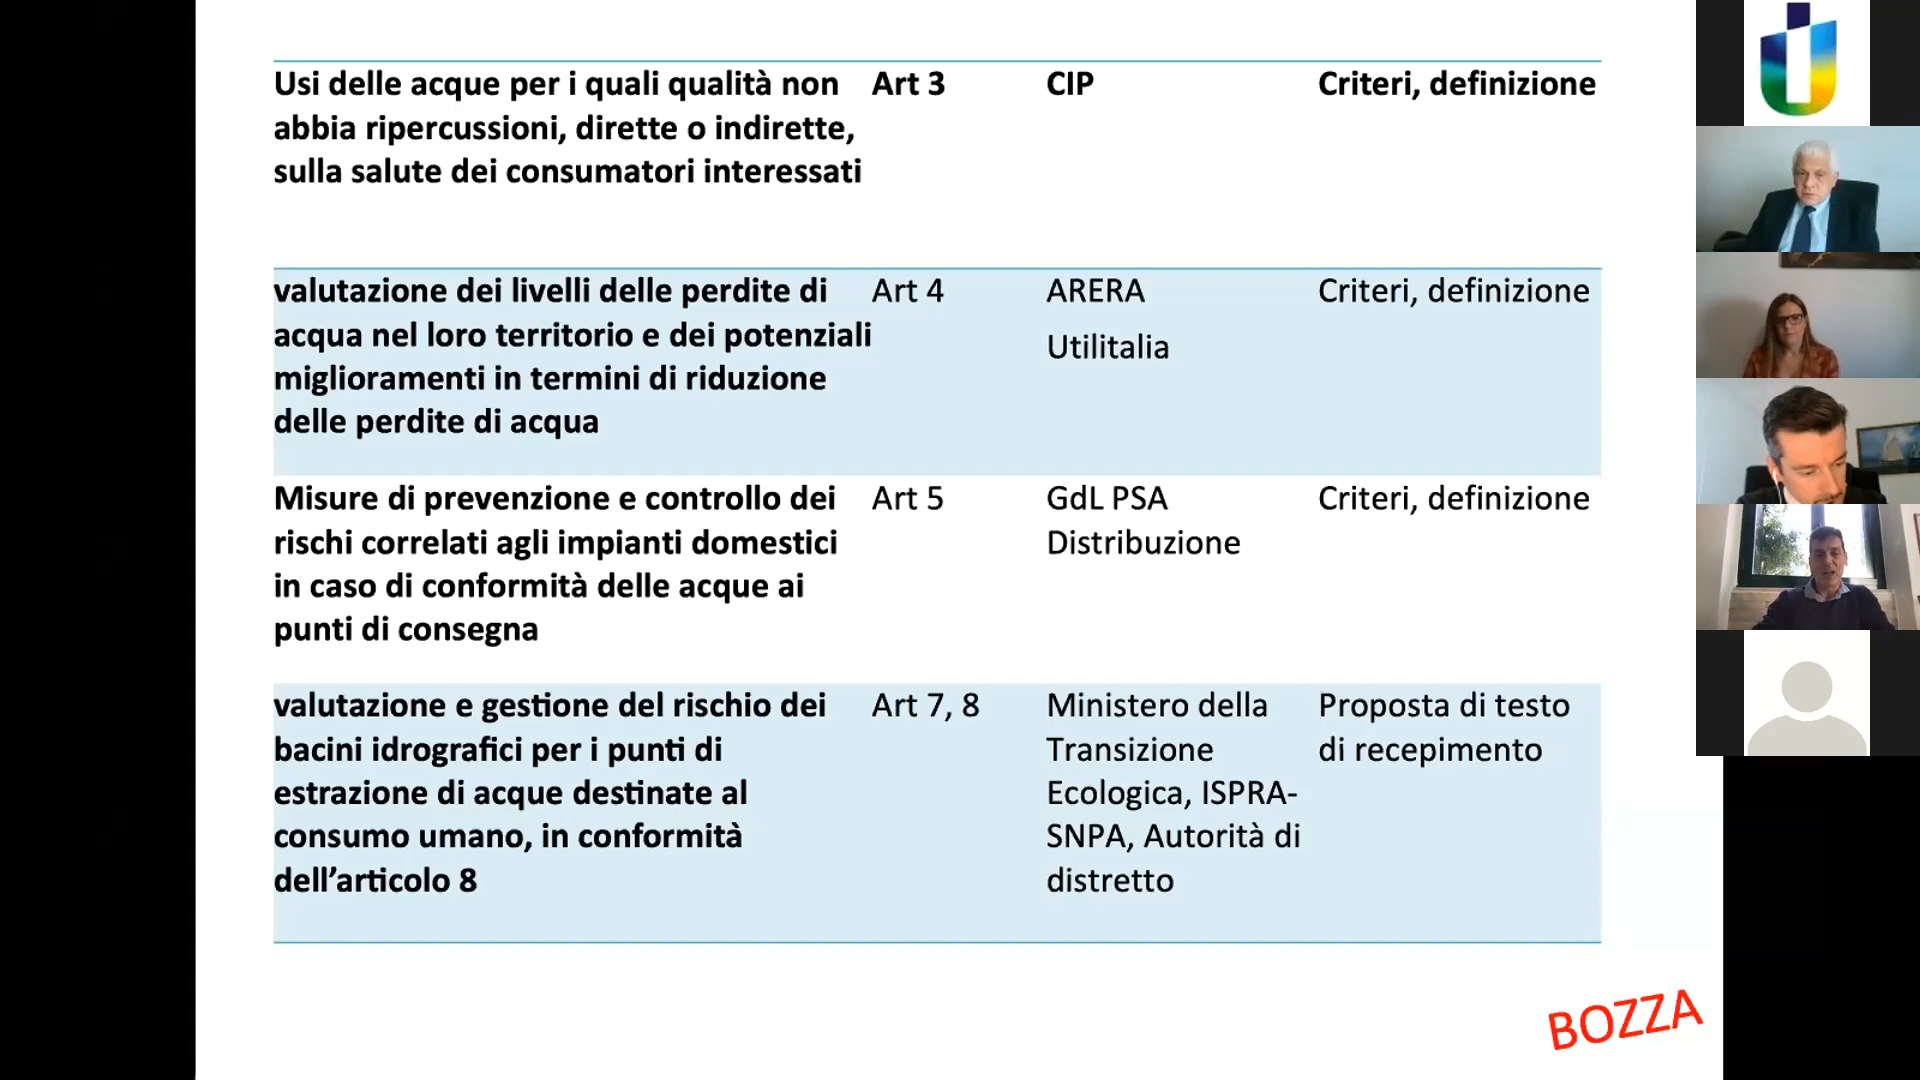 Usi delle acque per i quali qualità non Art 3 CIP Criteri, definizione
abbia ripercussioni, dirette o indirette,
sulla salute dei consumatori interessati
valutazione dei livelli delle perdite di Art 4 ARERA Criteri, definizione
acqua nel loro territorio e dei potenziali Utilitalia
miglioramenti in termini di riduzione
delle perdite di acqua
Misure di prevenzione e controllo dei Art 5 GdL PSA Criteri, definizione
rischi correlati agli impianti domestici Distribuzione
in caso di conformità delle acque ai
punti di consegna
valutazione e gestione del rischio dei Art 7, 8 Ministero della Proposta di testo
bacini idrografici per i punti di Transizione di recepimento
estrazione di acque destinate al Ecologica, ISPRA-
consumo umano, in conformità SNPA, Autorità di
dell’articolo 8 distretto
BOZZA